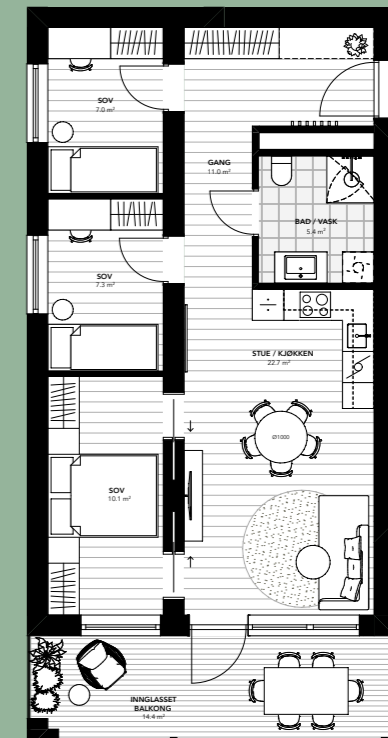 SOV
7.0 m²
GANG
11.0 m²
BAD / VASK
5.4 m²
SOV
7.3 m²
STUE / KJØKKEN
22.7 m²
Ø1000
SOV
10.1 m²
INNGLASSET
BALKONG
14.4 m²